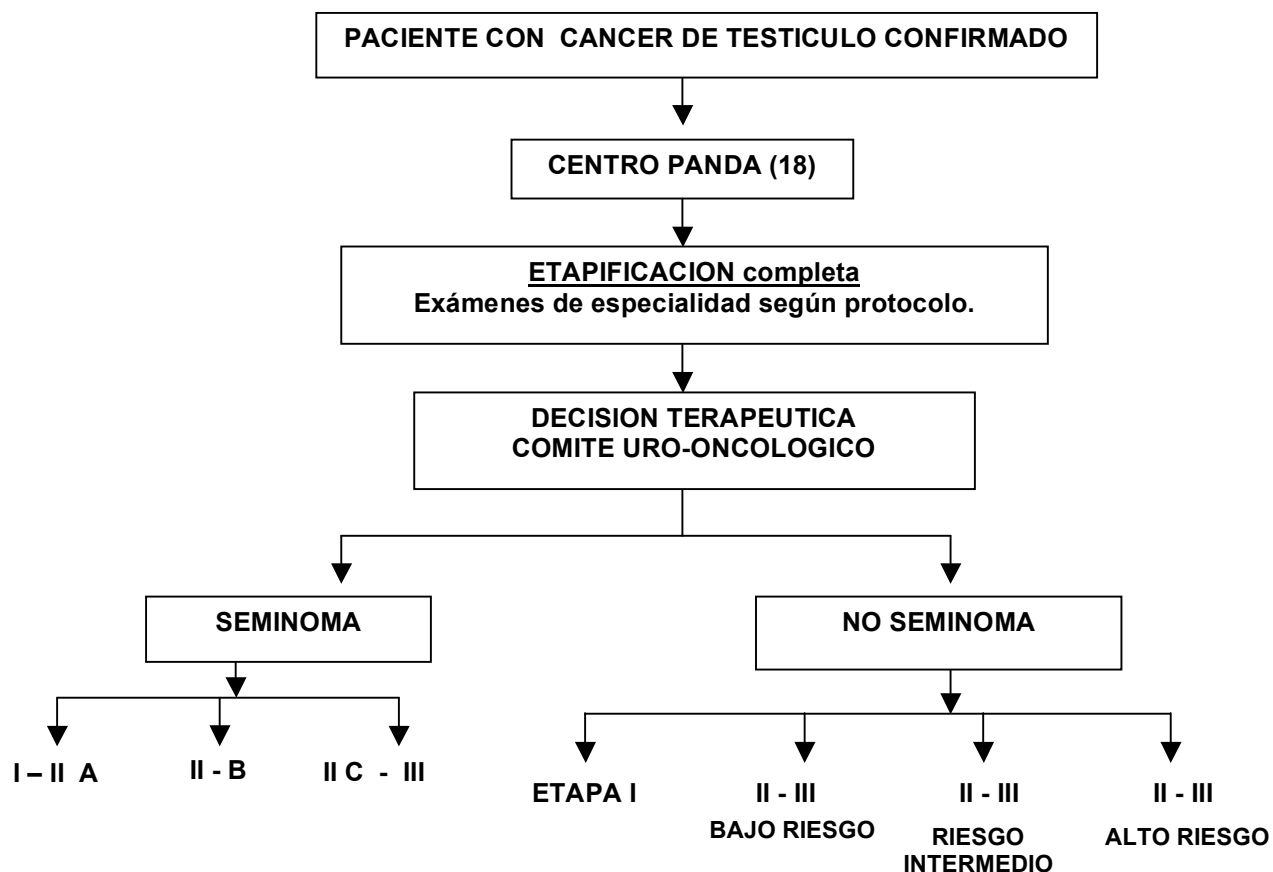 PACIENTE CON CANCER DE TESTICULO CONFIRMADO
CENTRO PANDA (18)
ETAPIFICACION completa
Exámenes de especialidad según protocolo.
DECISION TERAPEUTICA
COMITE URO-ONCOLOGICO
SEMINOMA
NO SEMINOMA
I – II A
II - B
II C - III
ETAPA I
II - III
BAJO RIESGO
II - III
RIESGO
INTERMEDIO
II - III
ALTO RIESGO